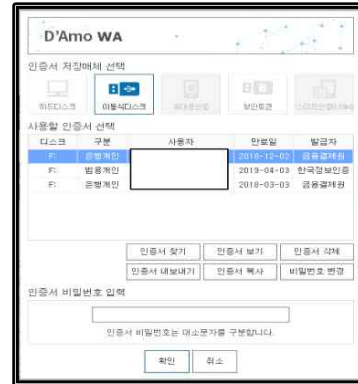 D'Amo WA
인증서 저장매체 선택
하드디스크 이동식디스크 휴대폰인증 보안토큰
사용할 인증서 선택
디스크 구분 사용자 만료일 발급자
F: 은행개인 2018-12-02 금융결제원
F: 범용개인 2019-04-03 한국정보인증
F: 은행개인 2018-03-03 금융결제원
인증서 찾기 인증서 보기 인증서 삭제
인증서 내보내기 인증서 복사 비밀번호 변경
인증서 비밀번호 입력
인증서 비밀번호는 대소문자를 구분합니다.
확인 취소